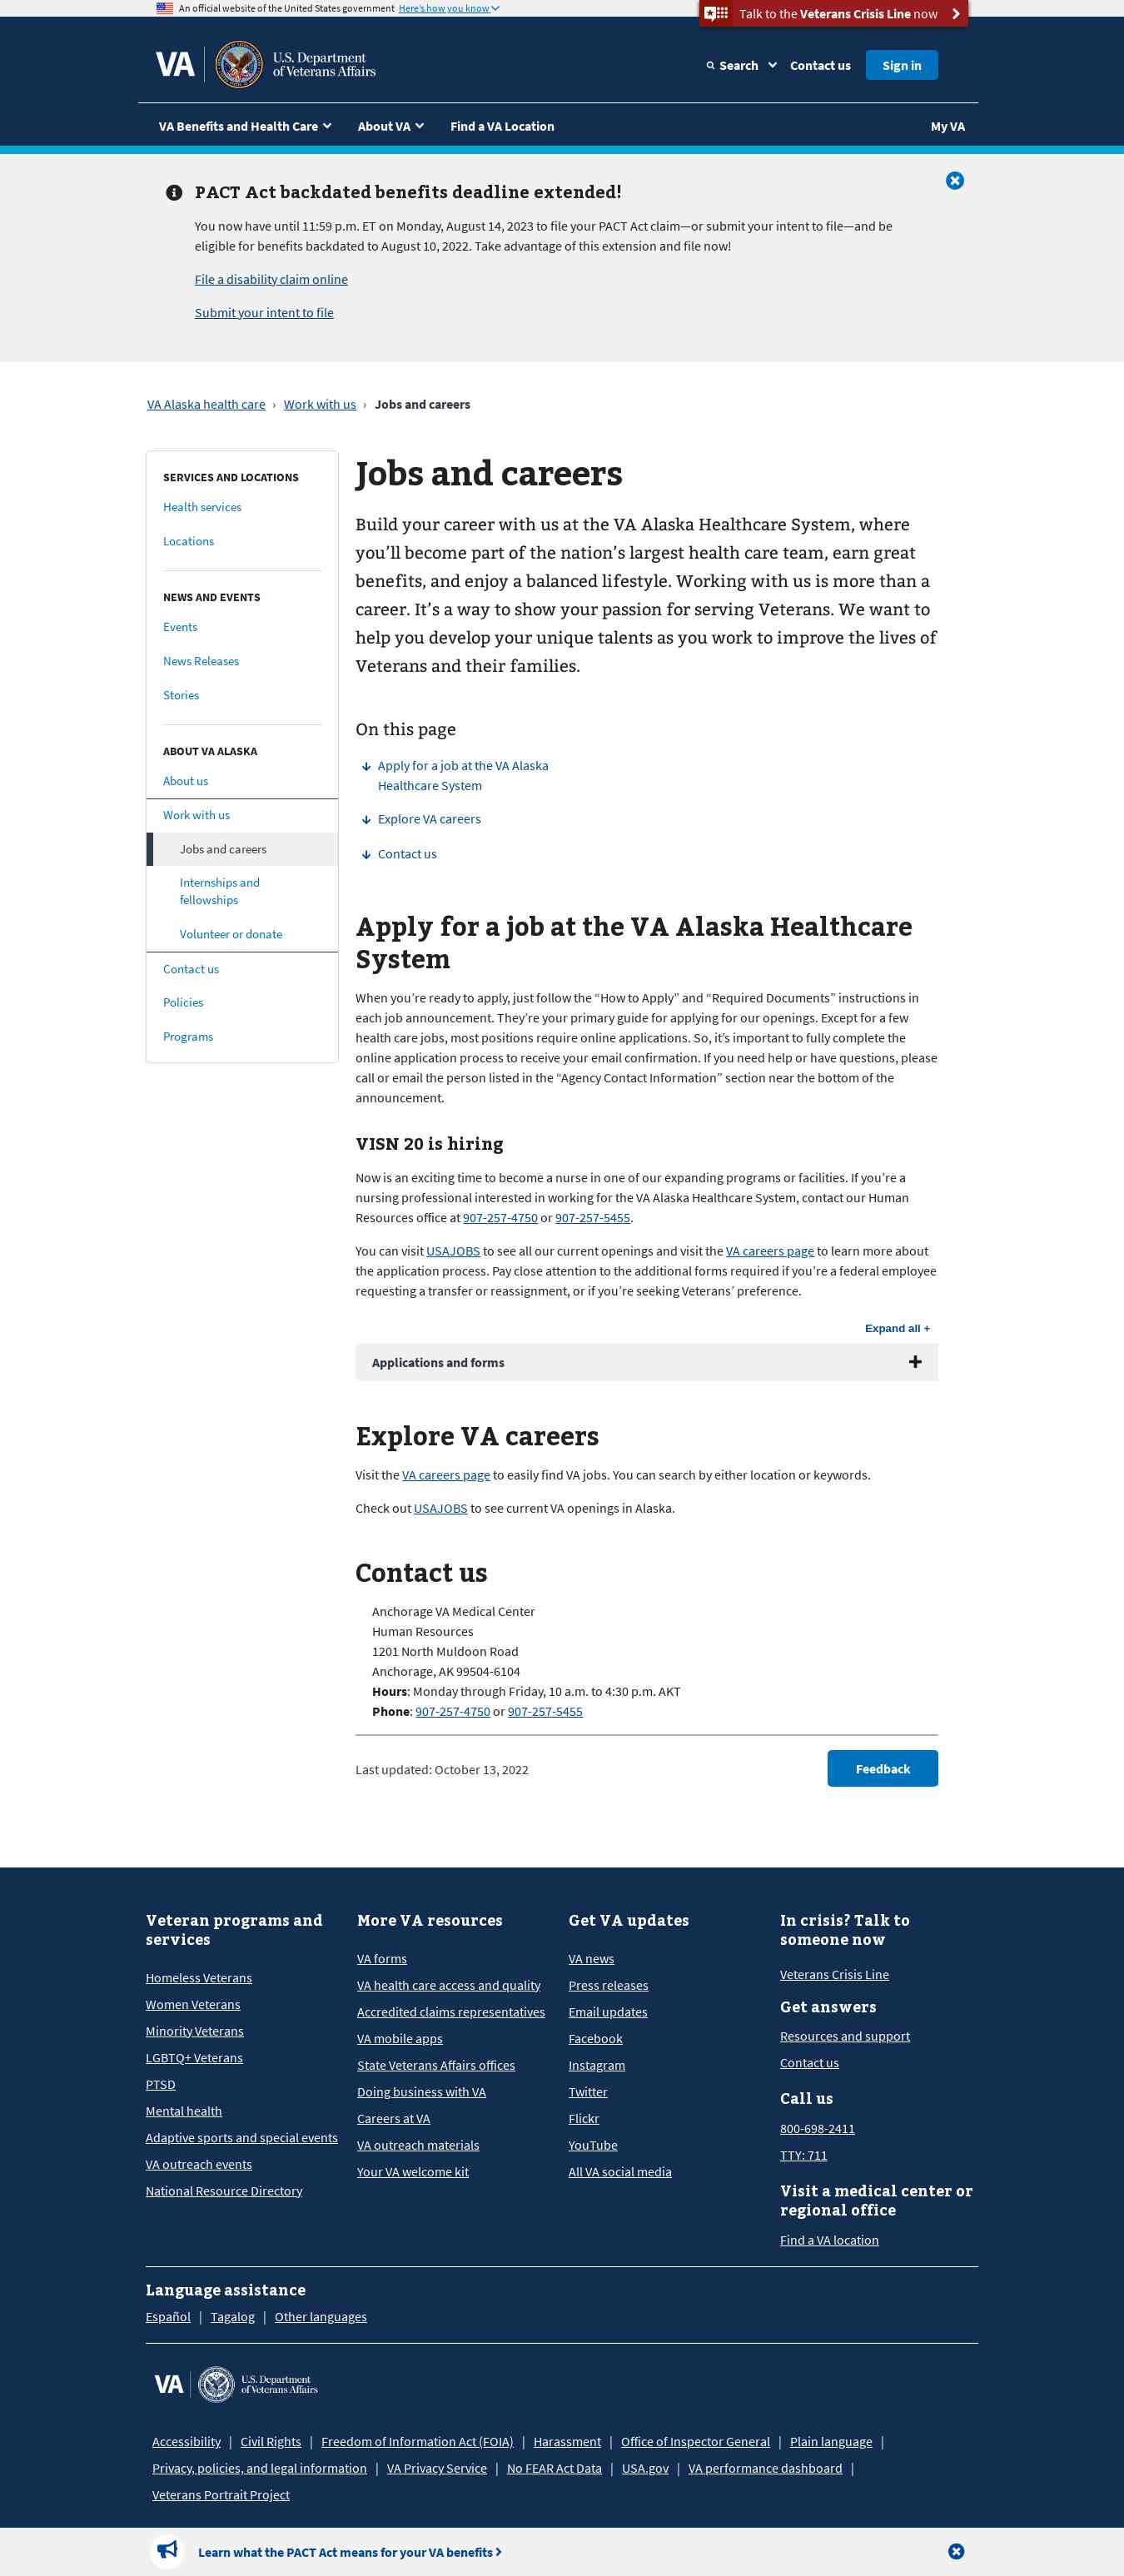 An official website of the United States government Here's how you know
Talk to the Veterans Crisis Line now
VA
U.S. Department
of Veterans Affairs
Search
Contact us
Sign in
VA Benefits and Health Care
About VA
Find a VA Location
My VA
PACT Act backdated benefits deadline extended!
You now have until 11:59 p.m. ET on Monday, August 14, 2023 to file your PACT Act claim—or submit your intent to file—and be
eligible for benefits backdated to August 10, 2022. Take advantage of this extension and file now!
File a disability claim online
Submit your intent to file
VA Alaska health care › Work with us › Jobs and careers
SERVICES AND LOCATIONS
Health services
Locations
NEWS AND EVENTS
Events
News Releases
Stories
ABOUT VA ALASKA
About us
Work with us
Jobs and careers
Internships and
fellowships
Volunteer or donate
Contact us
Policies
Programs
Jobs and careers
Build your career with us at the VA Alaska Healthcare System, where
you’ll become part of the nation’s largest health care team, earn great
benefits, and enjoy a balanced lifestyle. Working with us is more than a
career. It’s a way to show your passion for serving Veterans. We want to
help you develop your unique talents as you work to improve the lives of
Veterans and their families.
On this page
Apply for a job at the VA Alaska
Healthcare System
Explore VA careers
Contact us
Apply for a job at the VA Alaska Healthcare
System
When you’re ready to apply, just follow the “How to Apply” and “Required Documents” instructions in
each job announcement. They’re your primary guide for applying for our openings. Except for a few
health care jobs, most positions require online applications. So, it’s important to fully complete the
online application process to receive your email confirmation. If you need help or have questions, please
call or email the person listed in the “Agency Contact Information” section near the bottom of the
announcement.
VISN 20 is hiring
Now is an exciting time to become a nurse in one of our expanding programs or facilities. If you’re a
nursing professional interested in working for the VA Alaska Healthcare System, contact our Human
Resources office at 907-257-4750 or 907-257-5455.
You can visit USAJOBS to see all our current openings and visit the VA careers page to learn more about
the application process. Pay close attention to the additional forms required if you’re a federal employee
requesting a transfer or reassignment, or if you’re seeking Veterans’ preference.
Expand all +
Applications and forms
Explore VA careers
Visit the VA careers page to easily find VA jobs. You can search by either location or keywords.
Check out USAJOBS to see current VA openings in Alaska.
Contact us
Anchorage VA Medical Center
Human Resources
1201 North Muldoon Road
Anchorage, AK 99504-6104
Hours: Monday through Friday, 10 a.m. to 4:30 p.m. AKT
Phone: 907-257-4750 or 907-257-5455
Last updated: October 13, 2022
Feedback
Veteran programs and
services
Homeless Veterans
Women Veterans
Minority Veterans
LGBTQ+ Veterans
PTSD
Mental health
Adaptive sports and special events
VA outreach events
National Resource Directory
More VA resources
VA forms
VA health care access and quality
Accredited claims representatives
VA mobile apps
State Veterans Affairs offices
Doing business with VA
Careers at VA
VA outreach materials
Your VA welcome kit
Get VA updates
VA news
Press releases
Email updates
Facebook
Instagram
Twitter
Flickr
YouTube
All VA social media
In crisis? Talk to
someone now
Veterans Crisis Line
Get answers
Resources and support
Contact us
Call us
800-698-2411
TTY: 711
Visit a medical center or
regional office
Find a VA location
Language assistance
Español | Tagalog | Other languages
VA
U.S. Department
of Veterans Affairs
Accessibility | Civil Rights | Freedom of Information Act (FOIA) | Harassment | Office of Inspector General | Plain language |
Privacy, policies, and legal information | VA Privacy Service | No FEAR Act Data | USA.gov | VA performance dashboard |
Veterans Portrait Project
Learn what the PACT Act means for your VA benefits